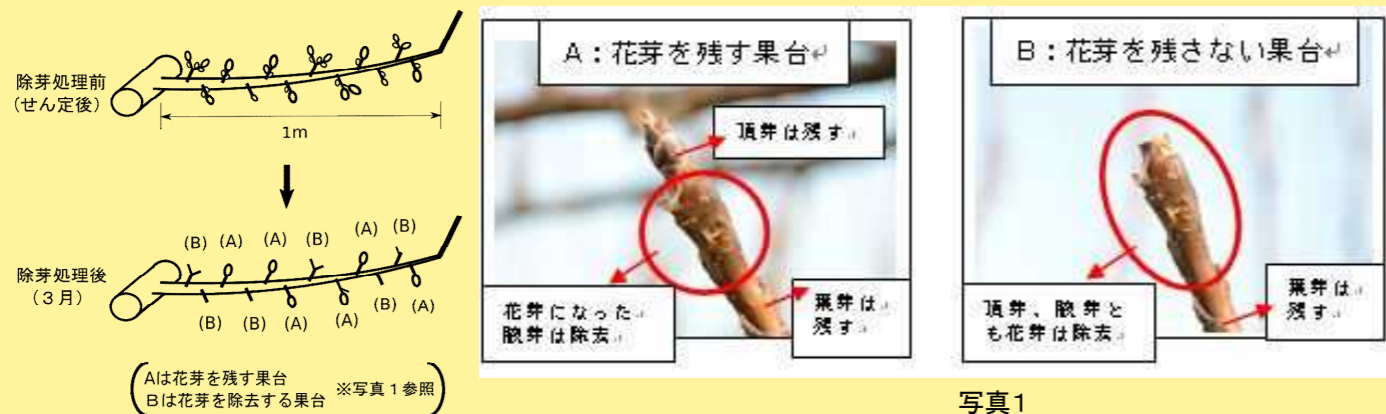 除芽処理前
(せん定後)
1m
(B) (A) (A) (B) (A) (B)
除芽処理後
(3月)
(B) (B) (A) (A) (B) (A)
Aは花芽を残す果台
Bは花芽を除去する果台
※写真1参照
A：花芽を残す果台↵
頂芽は残す↵
花芽になった↵
腋芽は除去↵
葉芽は↵
残す↵
B：花芽を残さない果台↵
頂芽、腋芽と↵
も花芽は除去↵
葉芽は↵
残す↵
写真1